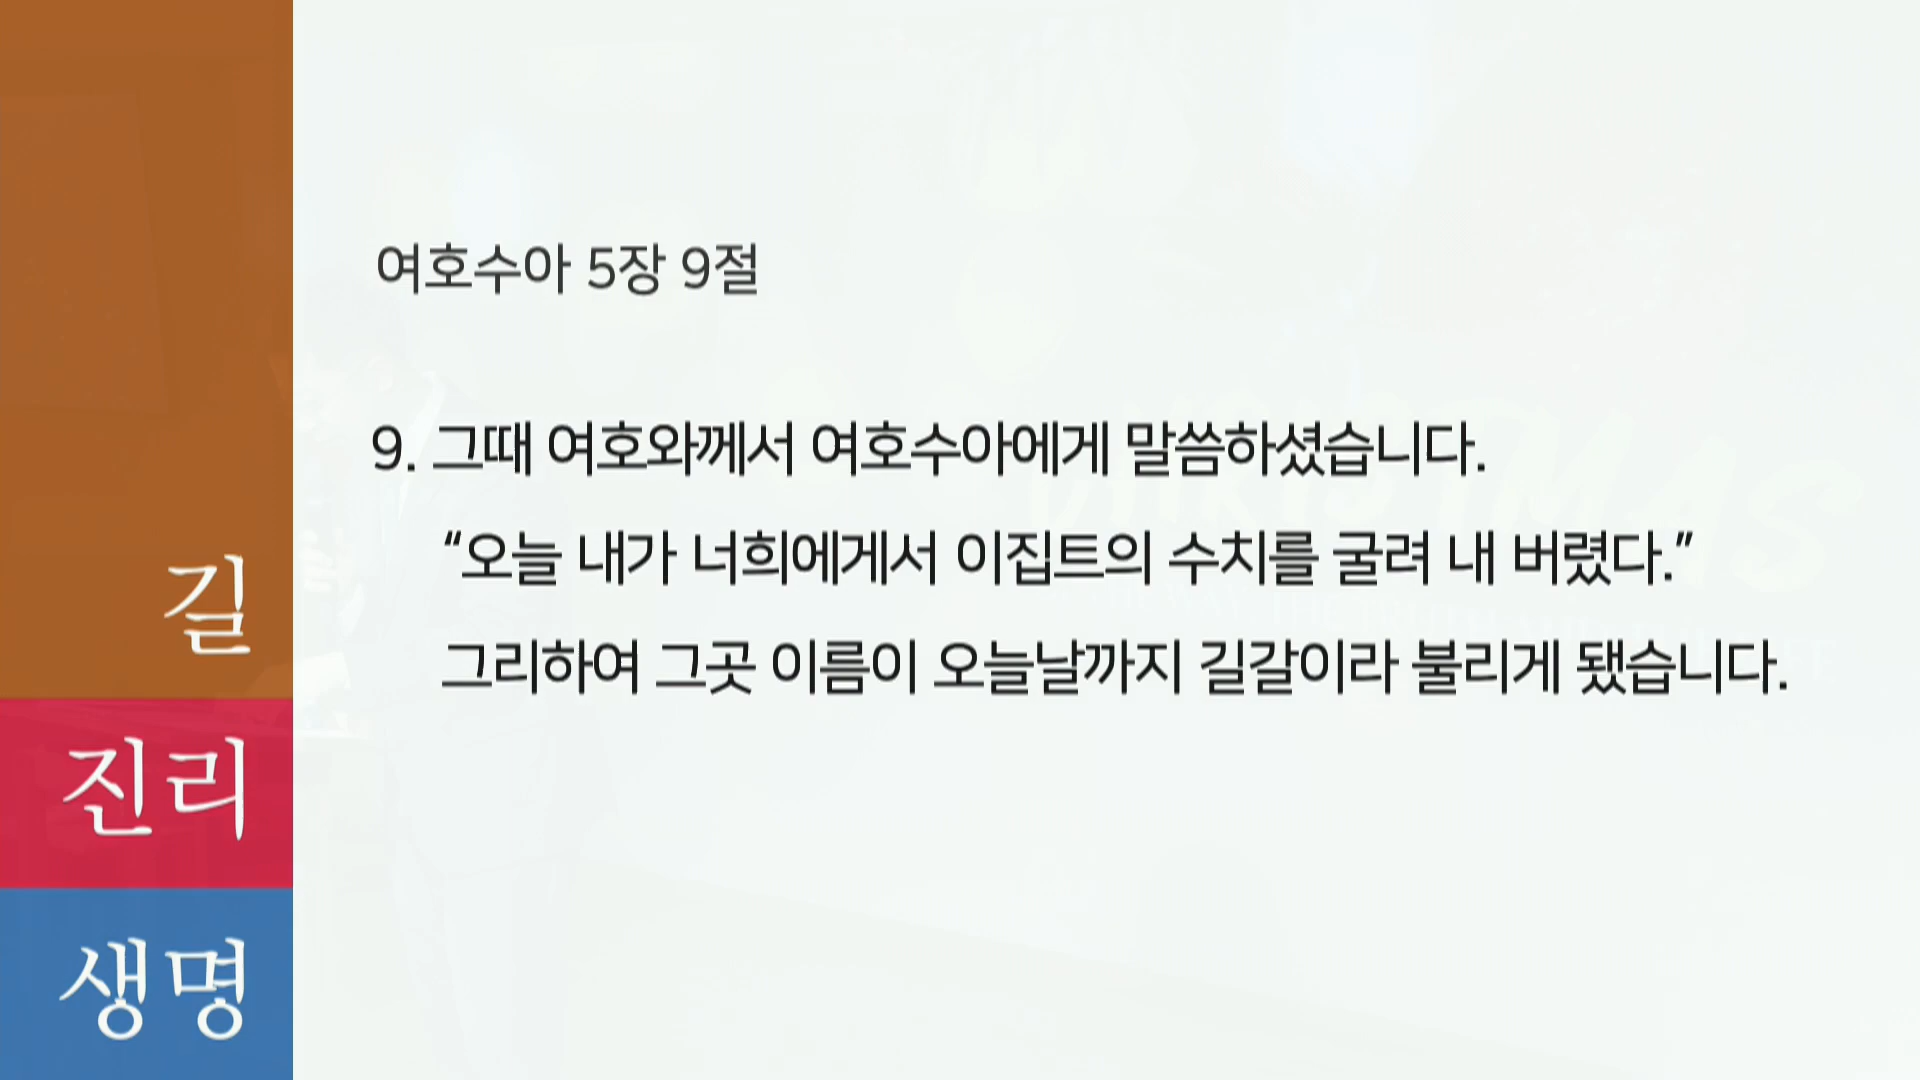 길
진리
생명
여호수아 5장 9절
9. 그때 여호와께서 여호수아에게 말씀하셨습니다.
“오늘 내가 너희에게서 이집트의 수치를 굴려 내 버렸다.”
그리하여 그곳 이름이 오늘날까지 길갈이라 불리게 됐습니다.